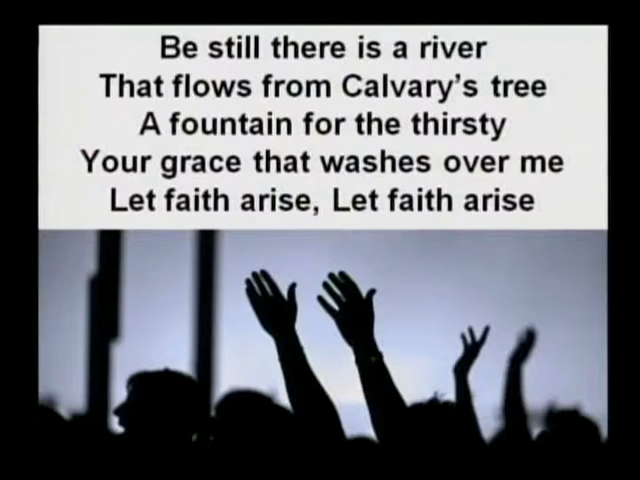 Be still there is a river
That flows from Calvary's tree
A fountain for the thirsty
Your grace that washes over me
Let faith arise, Let faith arise